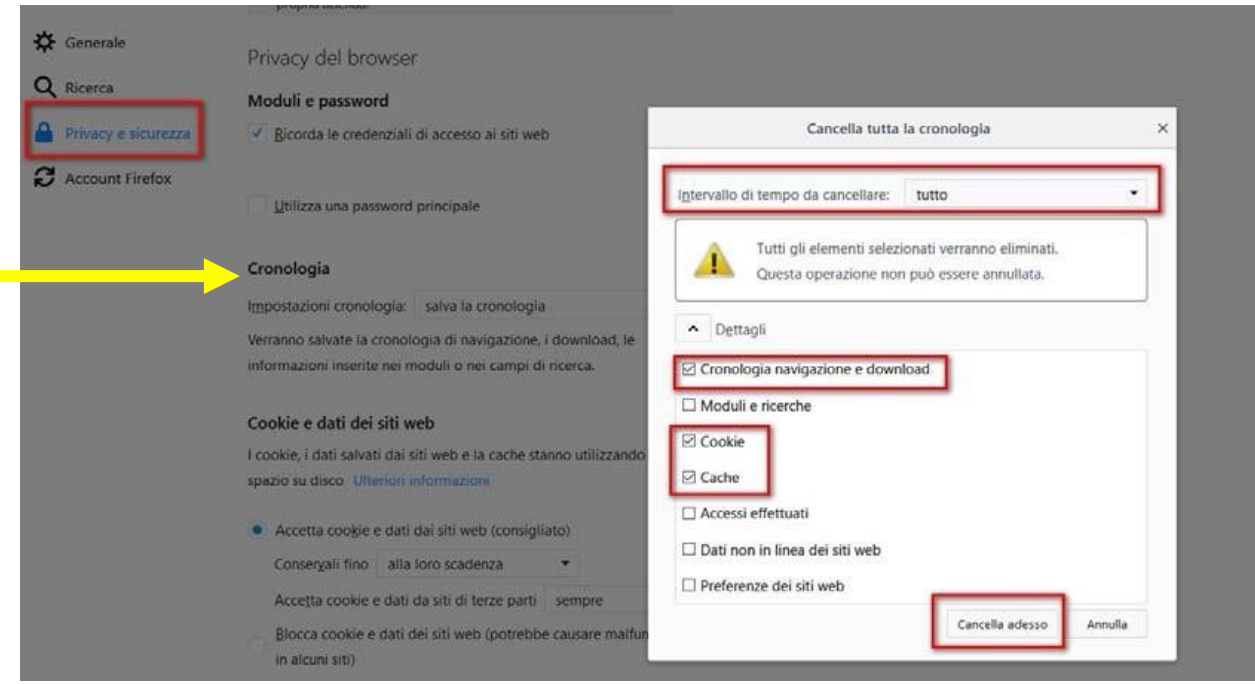 propria azienda.
Generale
Ricerca
Privacy e sicurezza
Account Firefox
Privacy del browser
Moduli e password
Ricorda le credenziali di accesso ai siti web
Utilizza una password principale
Cronologia
Impostazioni cronologia: salva la cronologia
Verranno salvate la cronologia di navigazione, i download, le
informazioni inserite nei moduli o nei campi di ricerca.
Cookie e dati dei siti web
I cookie, i dati salvati dai siti web e la cache stanno utilizzando
spazio su disco Ulteriori informazioni
Accetta cookie e dati dai siti web (consigliato)
Conservali fino alla loro scadenza
Accetta cookie e dati da siti di terze parti sempre
Blocca cookie e dati dei siti web (potrebbe causare malfun
in alcuni siti)
Cancella tutta la cronologia
Intervallo di tempo da cancellare: tutto
Tutti gli elementi selezionati verranno eliminati.
Questa operazione non può essere annullata.
Dettagli
Cronologia navigazione e download
Moduli e ricerche
Cookie
Cache
Accessi effettuati
Dati non in linea dei siti web
Preferenze dei siti web
Cancella adesso Annulla